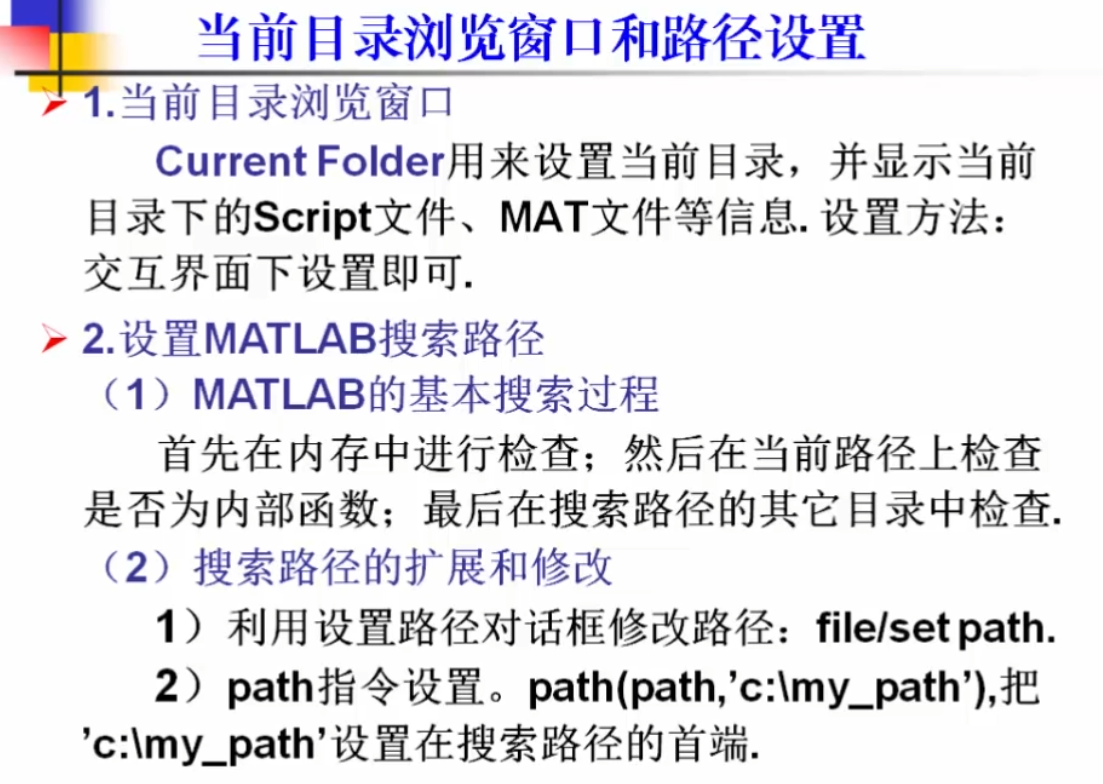 当前目录浏览窗口和路径设置
1.当前目录浏览窗口
Current Folder用来设置当前目录，并显示当前
目录下的Script文件、MAT文件等信息. 设置方法：
交互界面下设置即可.
2.设置MATLAB搜索路径
（1）MATLAB的基本搜索过程
首先在内存中进行检查；然后在当前路径上检查
是否为内部函数；最后在搜索路径的其它目录中检查.
（2）搜索路径的扩展和修改
1）利用设置路径对话框修改路径：file/set path.
2）path指令设置。path(path,’c:\my_path’),把
’c:\my_path’设置在搜索路径的首端.